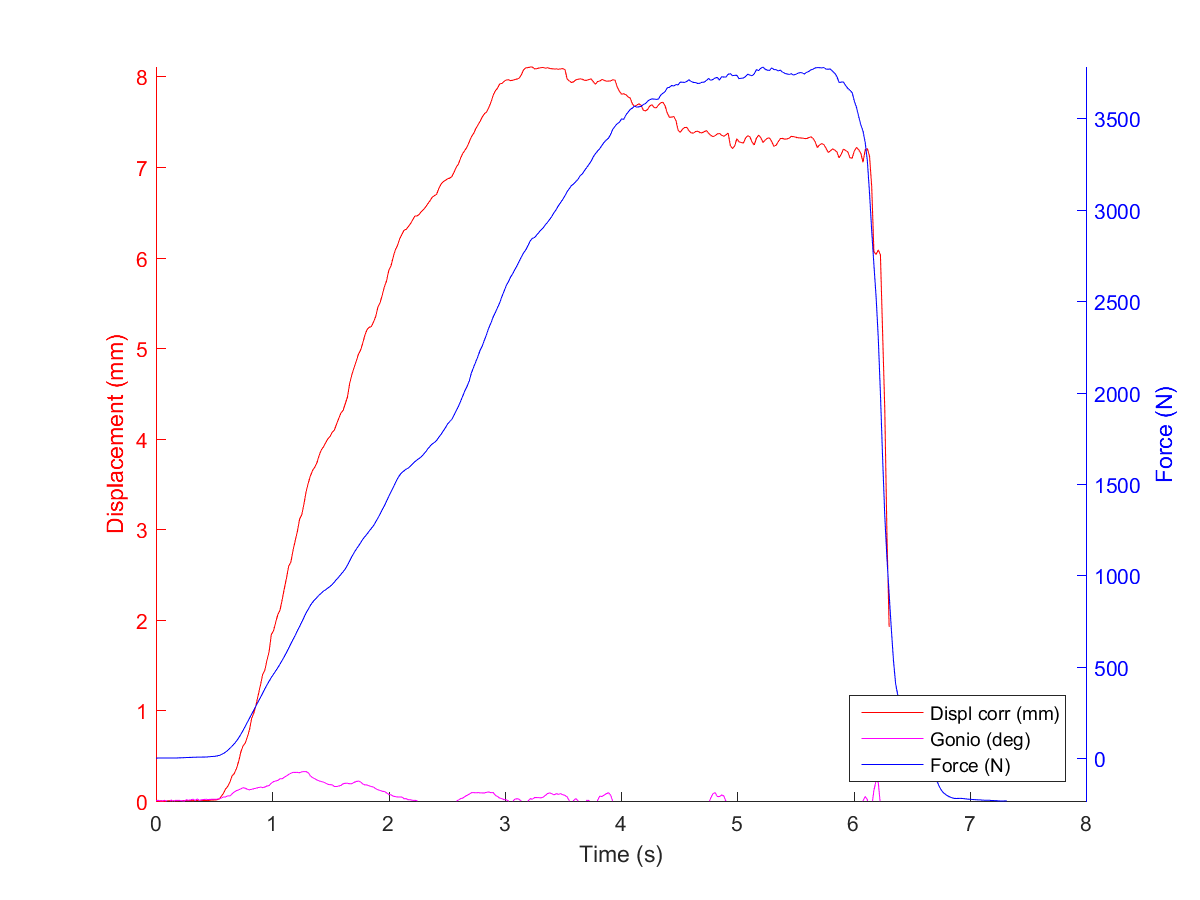 8
7
6
5
4
3
2
1
0
Displacement (mm)
3500
3000
2500
2000
1500
1000
500
0
Force (N)
Displ corr (mm)
Gonio (deg)
Force (N)
0 1 2 3 4 5 6 7 8
Time (s)